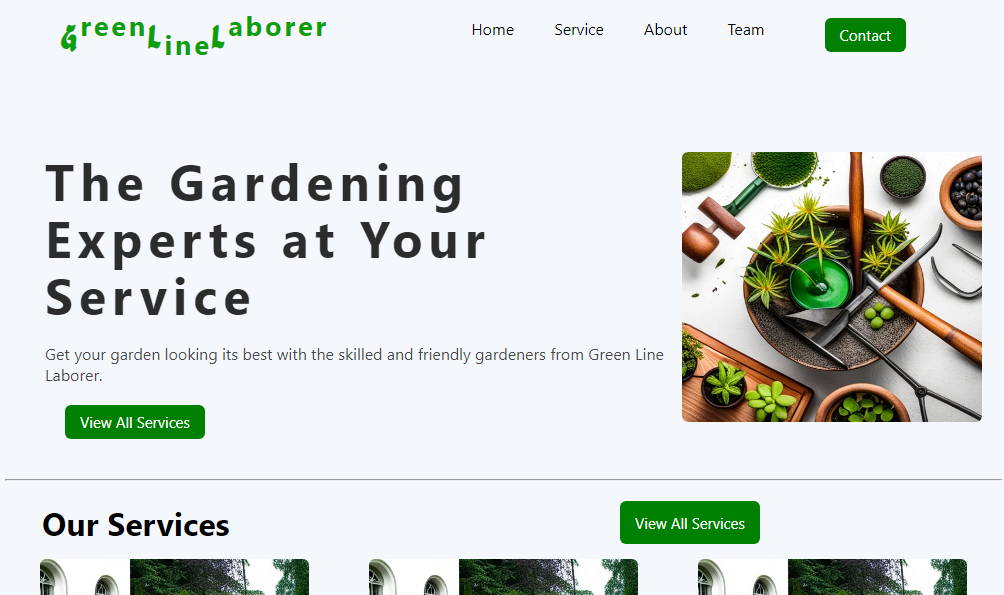 GreenLineLaborer
Home Service About Team Contact
The Gardening
Experts at Your
Service
Get your garden looking its best with the skilled and friendly gardeners from Green Line
Laborer.
View All Services
Our Services
View All Services